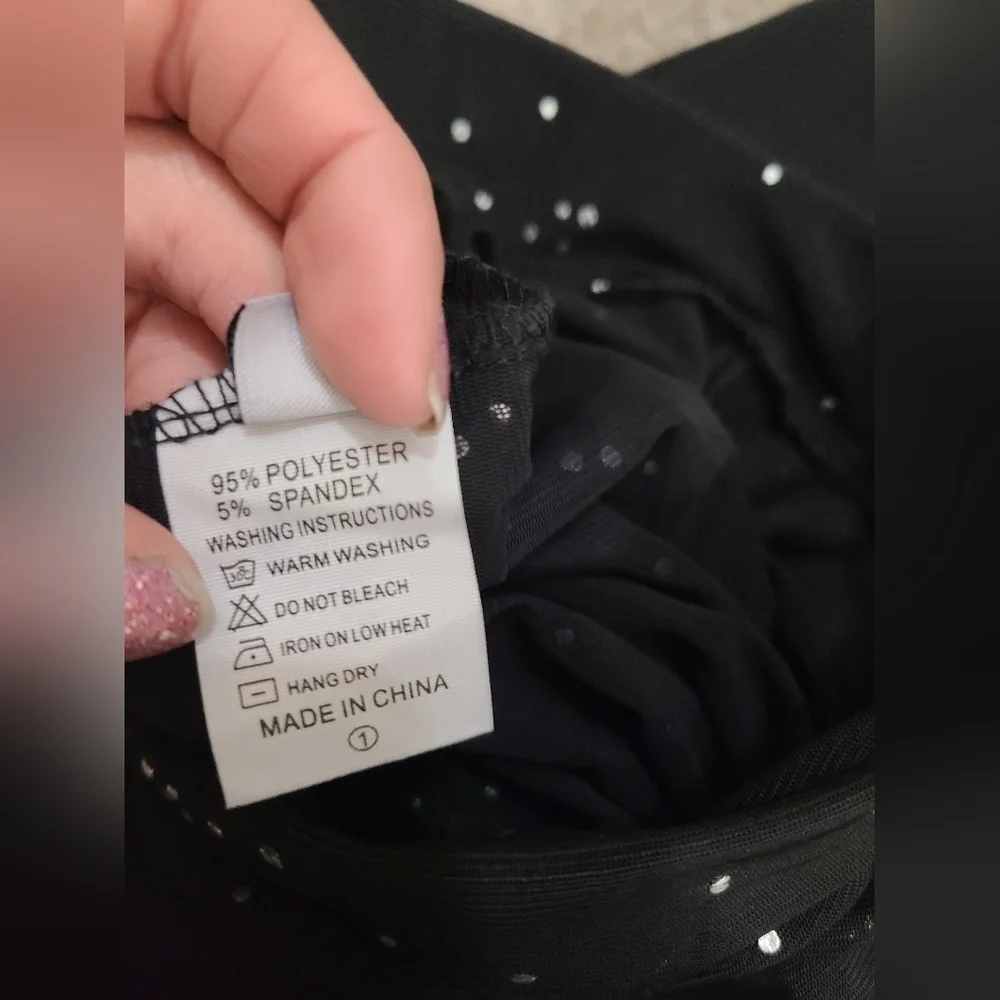 95% POLYESTER
5% SPANDEX
WASHING INSTRUCTIONS
30C WARM WASHING
DO NOT BLEACH
IRON ON LOW HEAT
HANG DRY
MADE IN CHINA
1